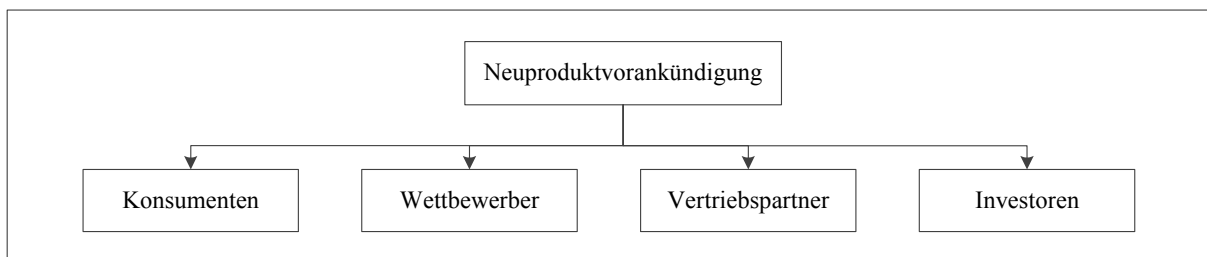 Neuproduktvorankündigung
Konsumenten
Wettbewerber
Vertriebspartner
Investoren